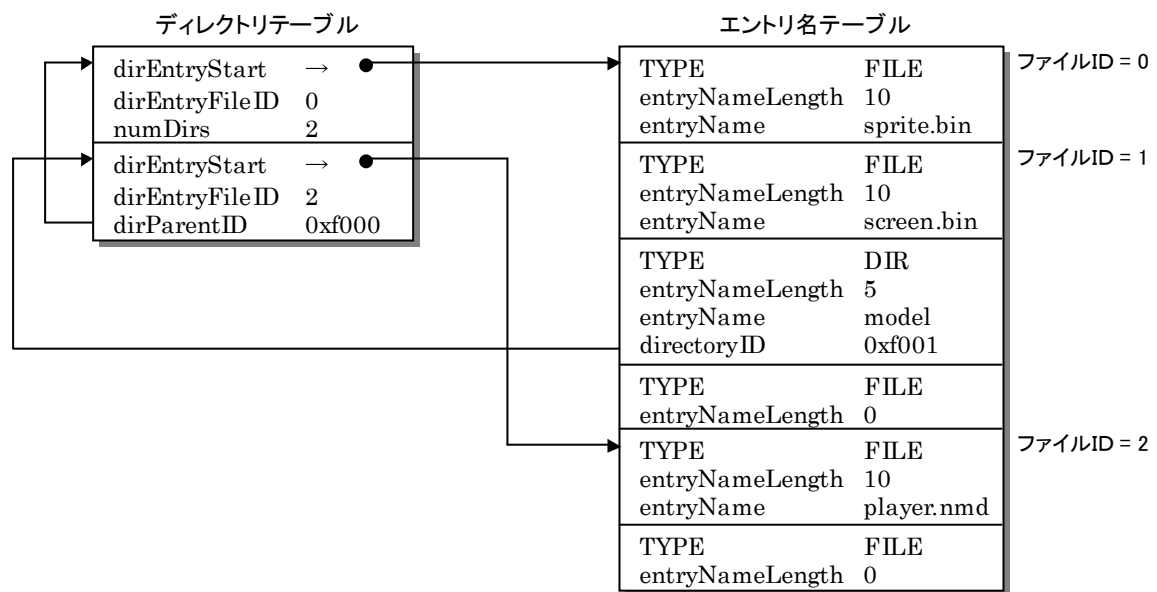 ディレクトリテーブル
dirEntryStart →
dirEntryFileID 0
numDirs 2
dirEntryStart →
dirEntryFileID 2
dirParentID 0xf000
エントリ名テーブル
TYPE FILE
entryNameLength 10
entryName sprite.bin
ファイルID = 0
TYPE FILE
entryNameLength 10
entryName screen.bin
ファイルID = 1
TYPE DIR
entryNameLength 5
entryName model
directoryID 0xf001
TYPE FILE
entryNameLength 0
TYPE FILE
entryNameLength 10
entryName player.nmd
ファイルID = 2
TYPE FILE
entryNameLength 0